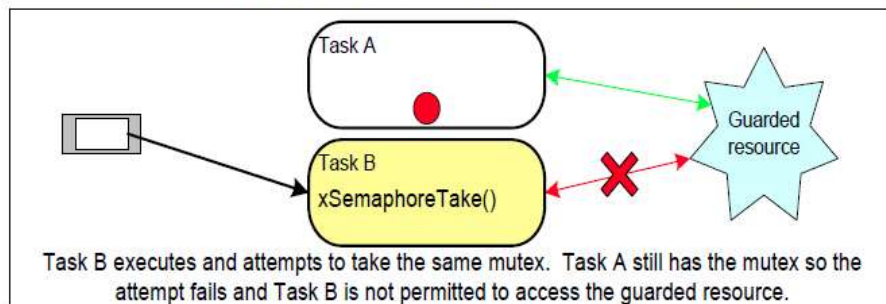 Task A
Guarded
resource
Task B
xSemaphoreTake()
Task B executes and attempts to take the same mutex. Task A still has the mutex so the
attempt fails and Task B is not permitted to access the guarded resource.